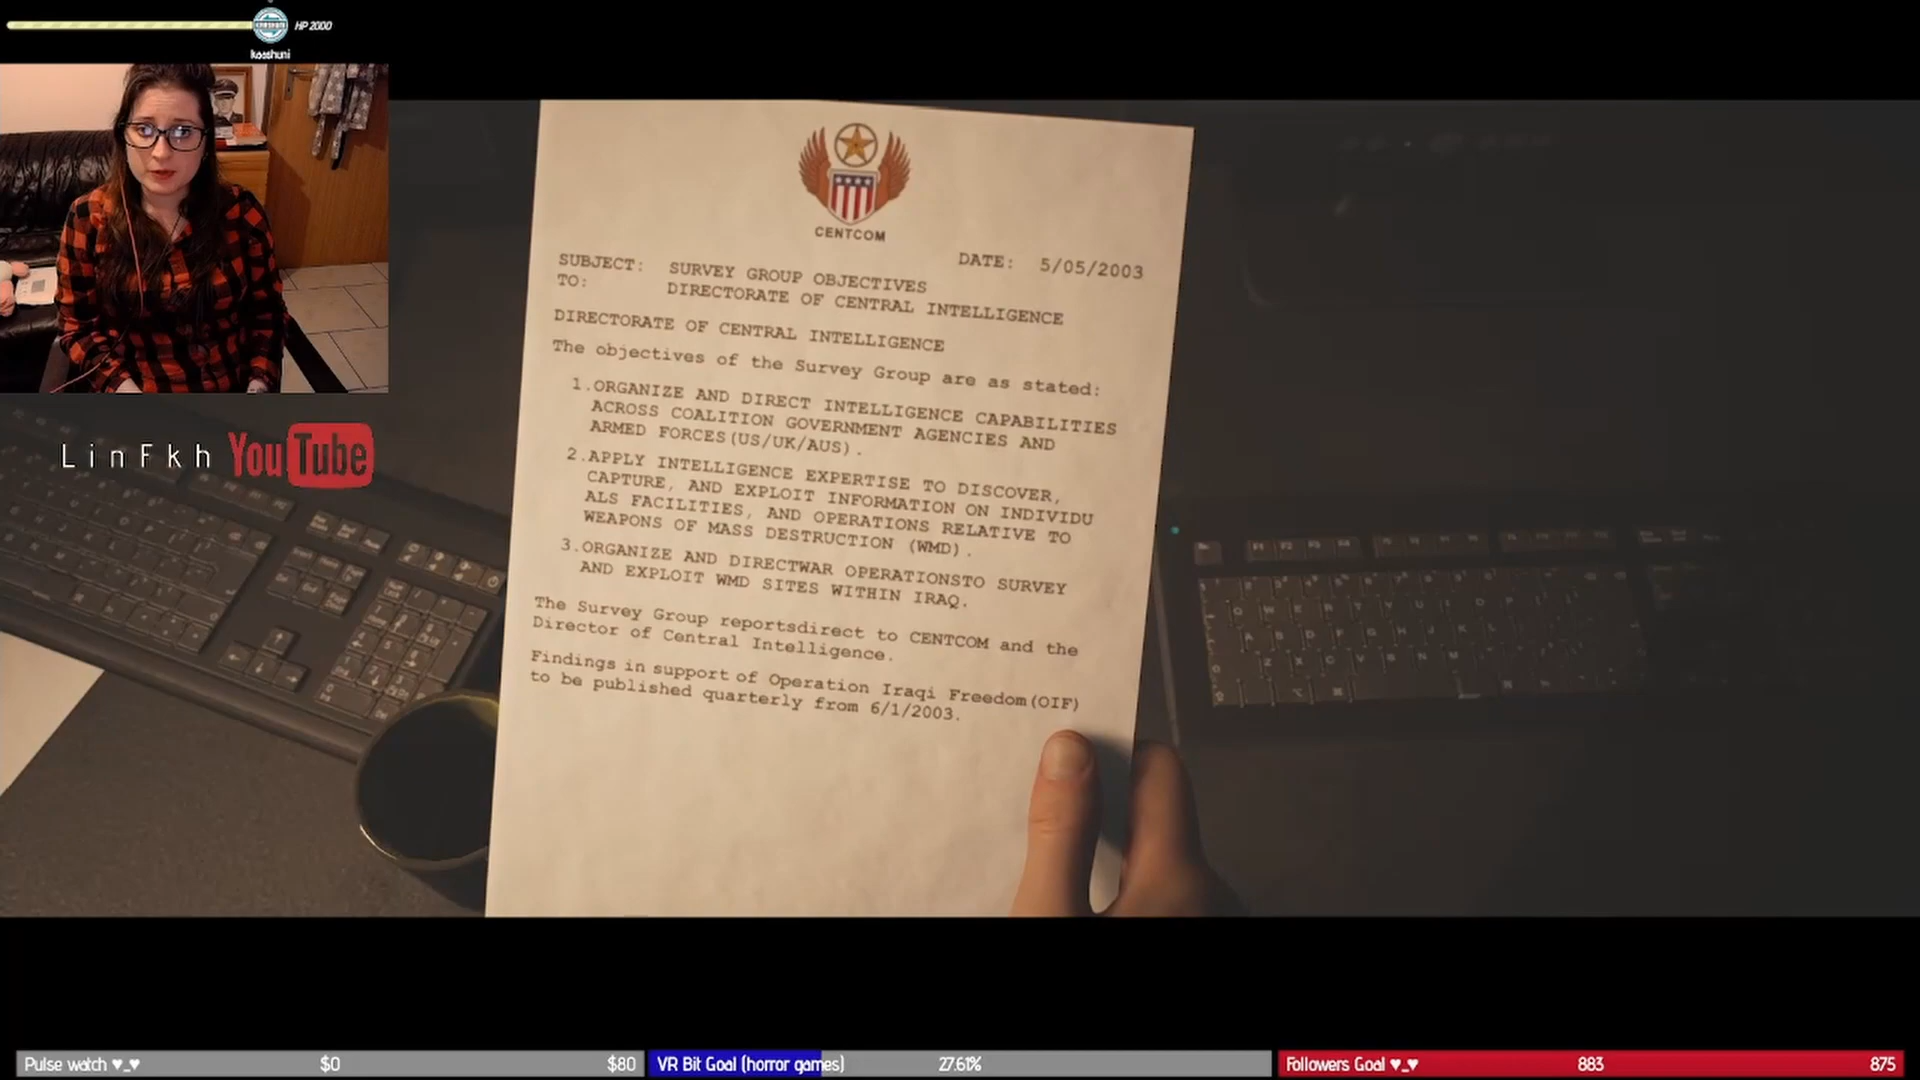 HP 2000
kaeshuni
LinFkh YouTube
CENTCOM
DATE: 5/05/2003
SUBJECT: SURVEY GROUP OBJECTIVES
TO: DIRECTORATE OF CENTRAL INTELLIGENCE
DIRECTORATE OF CENTRAL INTELLIGENCE
The objectives of the Survey Group are as stated:
1.ORGANIZE AND DIRECT INTELLIGENCE CAPABILITIES
ACROSS COALITION GOVERNMENT AGENCIES AND
ARMED FORCES(US/UK/AUS).
2.APPLY INTELLIGENCE EXPERTISE TO DISCOVER,
CAPTURE, AND EXPLOIT INFORMATION ON INDIVIDU
ALS FACILITIES, AND OPERATIONS RELATIVE TO
WEAPONS OF MASS DESTRUCTION (WMD).
3.ORGANIZE AND DIRECTWAR OPERATIONSTO SURVEY
AND EXPLOIT WMD SITES WITHIN IRAQ.
The Survey Group reportsdirect to CENTCOM and the
Director of Central Intelligence.
Findings in support of Operation Iraqi Freedom(OIF)
to be published quarterly from 6/1/2003.
Pulse watch ♥_♥ $0 $80
VR Bit Goal (horror games) 27.61%
Followers Goal ♥_♥ 883 875